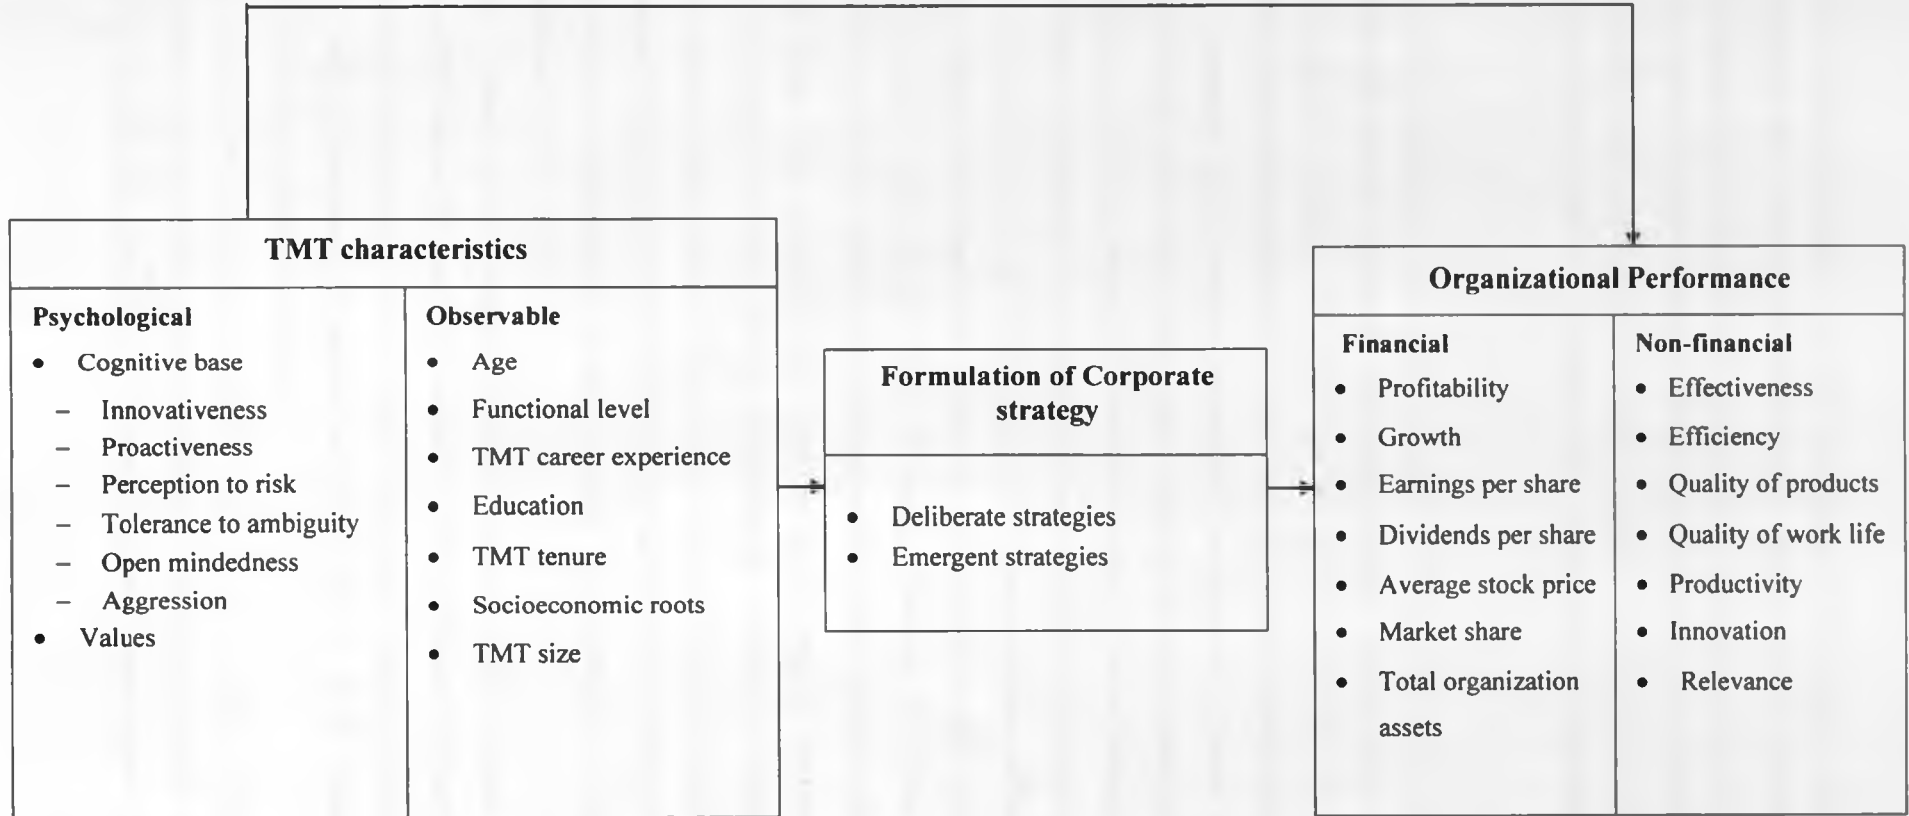 TMT characteristics
Psychological
• Cognitive base
– Innovativeness
– Proactiveness
– Perception to risk
– Tolerance to ambiguity
– Open mindedness
– Aggression
• Values
Observable
• Age
• Functional level
• TMT career experience
• Education
• TMT tenure
• Socioeconomic roots
• TMT size
Formulation of Corporate
strategy
• Deliberate strategies
• Emergent strategies
Organizational Performance
Financial
• Profitability
• Growth
• Earnings per share
• Dividends per share
• Average stock price
• Market share
• Total organization
assets
Non-financial
• Effectiveness
• Efficiency
• Quality of products
• Quality of work life
• Productivity
• Innovation
• Relevance